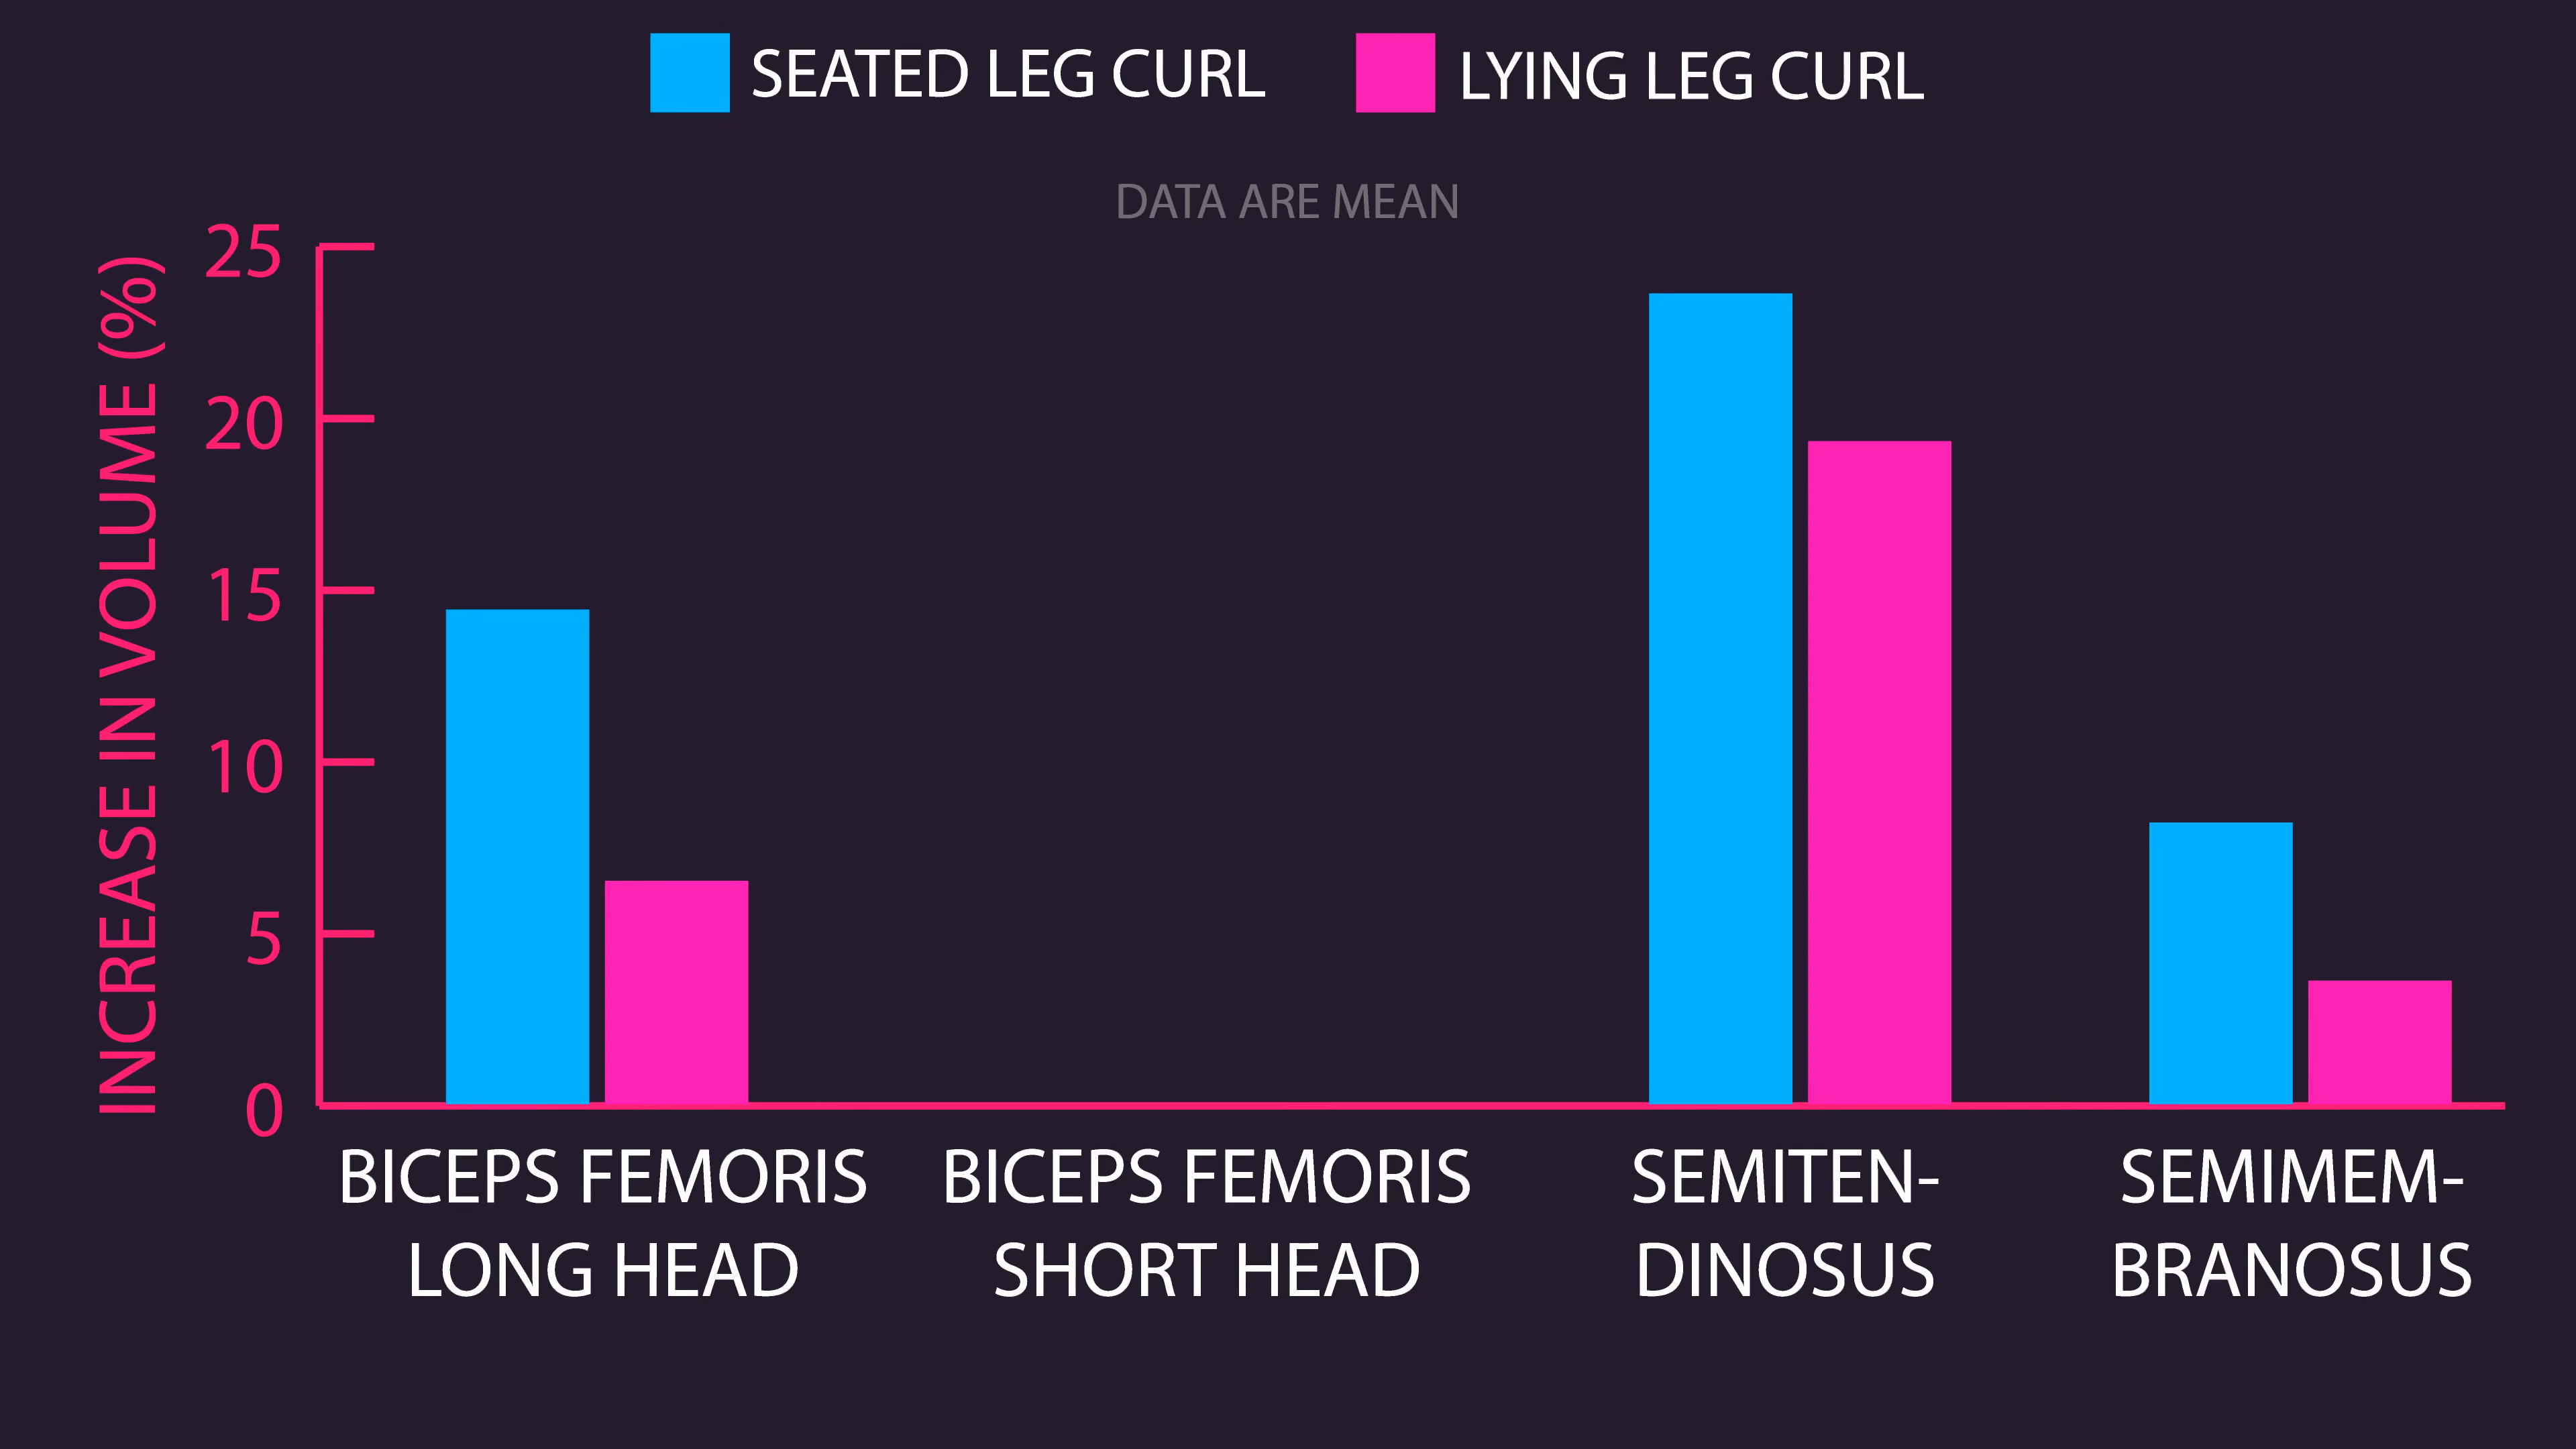 SEATED LEG CURL
LYING LEG CURL
DATA ARE MEAN
INCREASE IN VOLUME (%)
25
20
15
10
5
0
BICEPS FEMORIS
LONG HEAD
BICEPS FEMORIS
SHORT HEAD
SEMITEN-
DINOSUS
SEMIMEM-
BRANOSUS